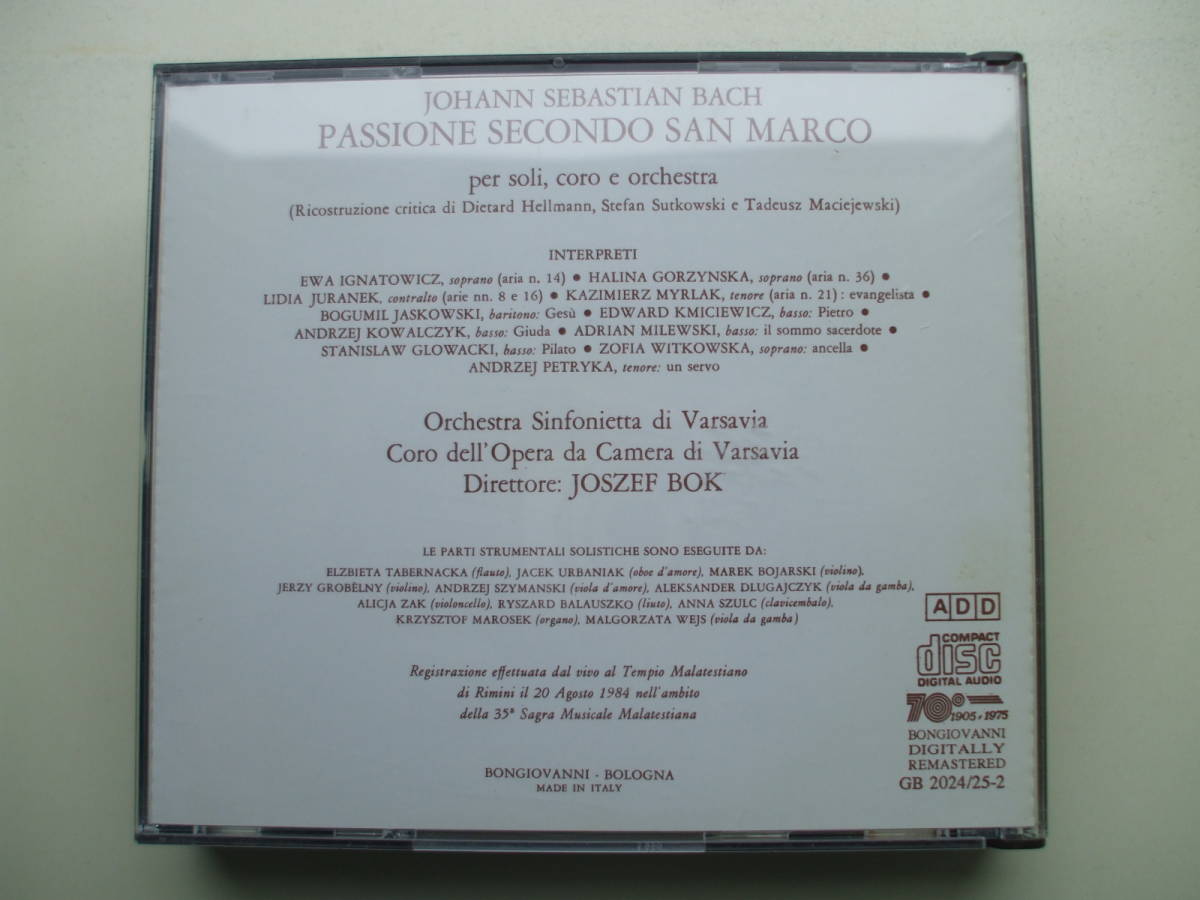 JOHANN SEBASTIAN BACH
PASSIONE SECONDO SAN MARCO
per soli, coro e orchestra
(Ricostruzione critica di Dietard Hellmann, Stefan Sutkowski e Tadeusz Maciejewski)
INTERPRETI
EWA IGNATOWICZ, soprano (aria n. 14) ● HALINA GORZYNSKA, soprano (aria n. 36) ●
LIDIA JURANEK, contralto (arie nn. 8 e 16) ● KAZIMIERZ MYRLAK, tenore (aria n. 21) : evangelista ●
BOGUMIL JASKOWSKI, baritono: Gesù ● EDWARD KMICIEWICZ, basso: Pietro ●
ANDRZEJ KOWALCZYK, basso: Giuda ● ADRIAN MILEWSKI, basso: il sommo sacerdote ●
STANISLAW GLOWACKI, basso: Pilato ● ZOFIA WITKOWSKA, soprano: ancella ●
ANDRZEJ PETRYKA, tenore: un servo
Orchestra Sinfonietta di Varsavia
Coro dell'Opera da Camera di Varsavia
Direttore: JOSZEF BOK
LE PARTI STRUMENTALI SOLISTICHE SONO ESEGUITE DA:
ELZBIETA TABERNACKA (flauto), JACEK URBANIAK (oboe d'amore), MAREK BOJARSKI (violino),
JERZY GROBÈLNY (violino), ANDRZEJ SZYMANSKI (viola d'amore), ALEKSANDER DLUGAJCZYK (viola da gamba),
ALICJA ZAK (violoncello), RYSZARD BALAUSZKO (liuto), ANNA SZULC (clavicembalo),
KRZYSZTOF MAROSEK (organo), MALGORZATA WEJS (viola da gamba)
Registrazione effettuata dal vivo al Tempio Malatestiano
di Rimini il 20 Agosto 1984 nell'ambito
della 35ª Sagra Musicale Malatestiana
BONGIOVANNI - BOLOGNA
MADE IN ITALY
ADD
COMPACT
disc
DIGITAL AUDIO
70°
1905•1975
BONGIOVANNI
DIGITALLY
REMASTERED
GB 2024/25-2